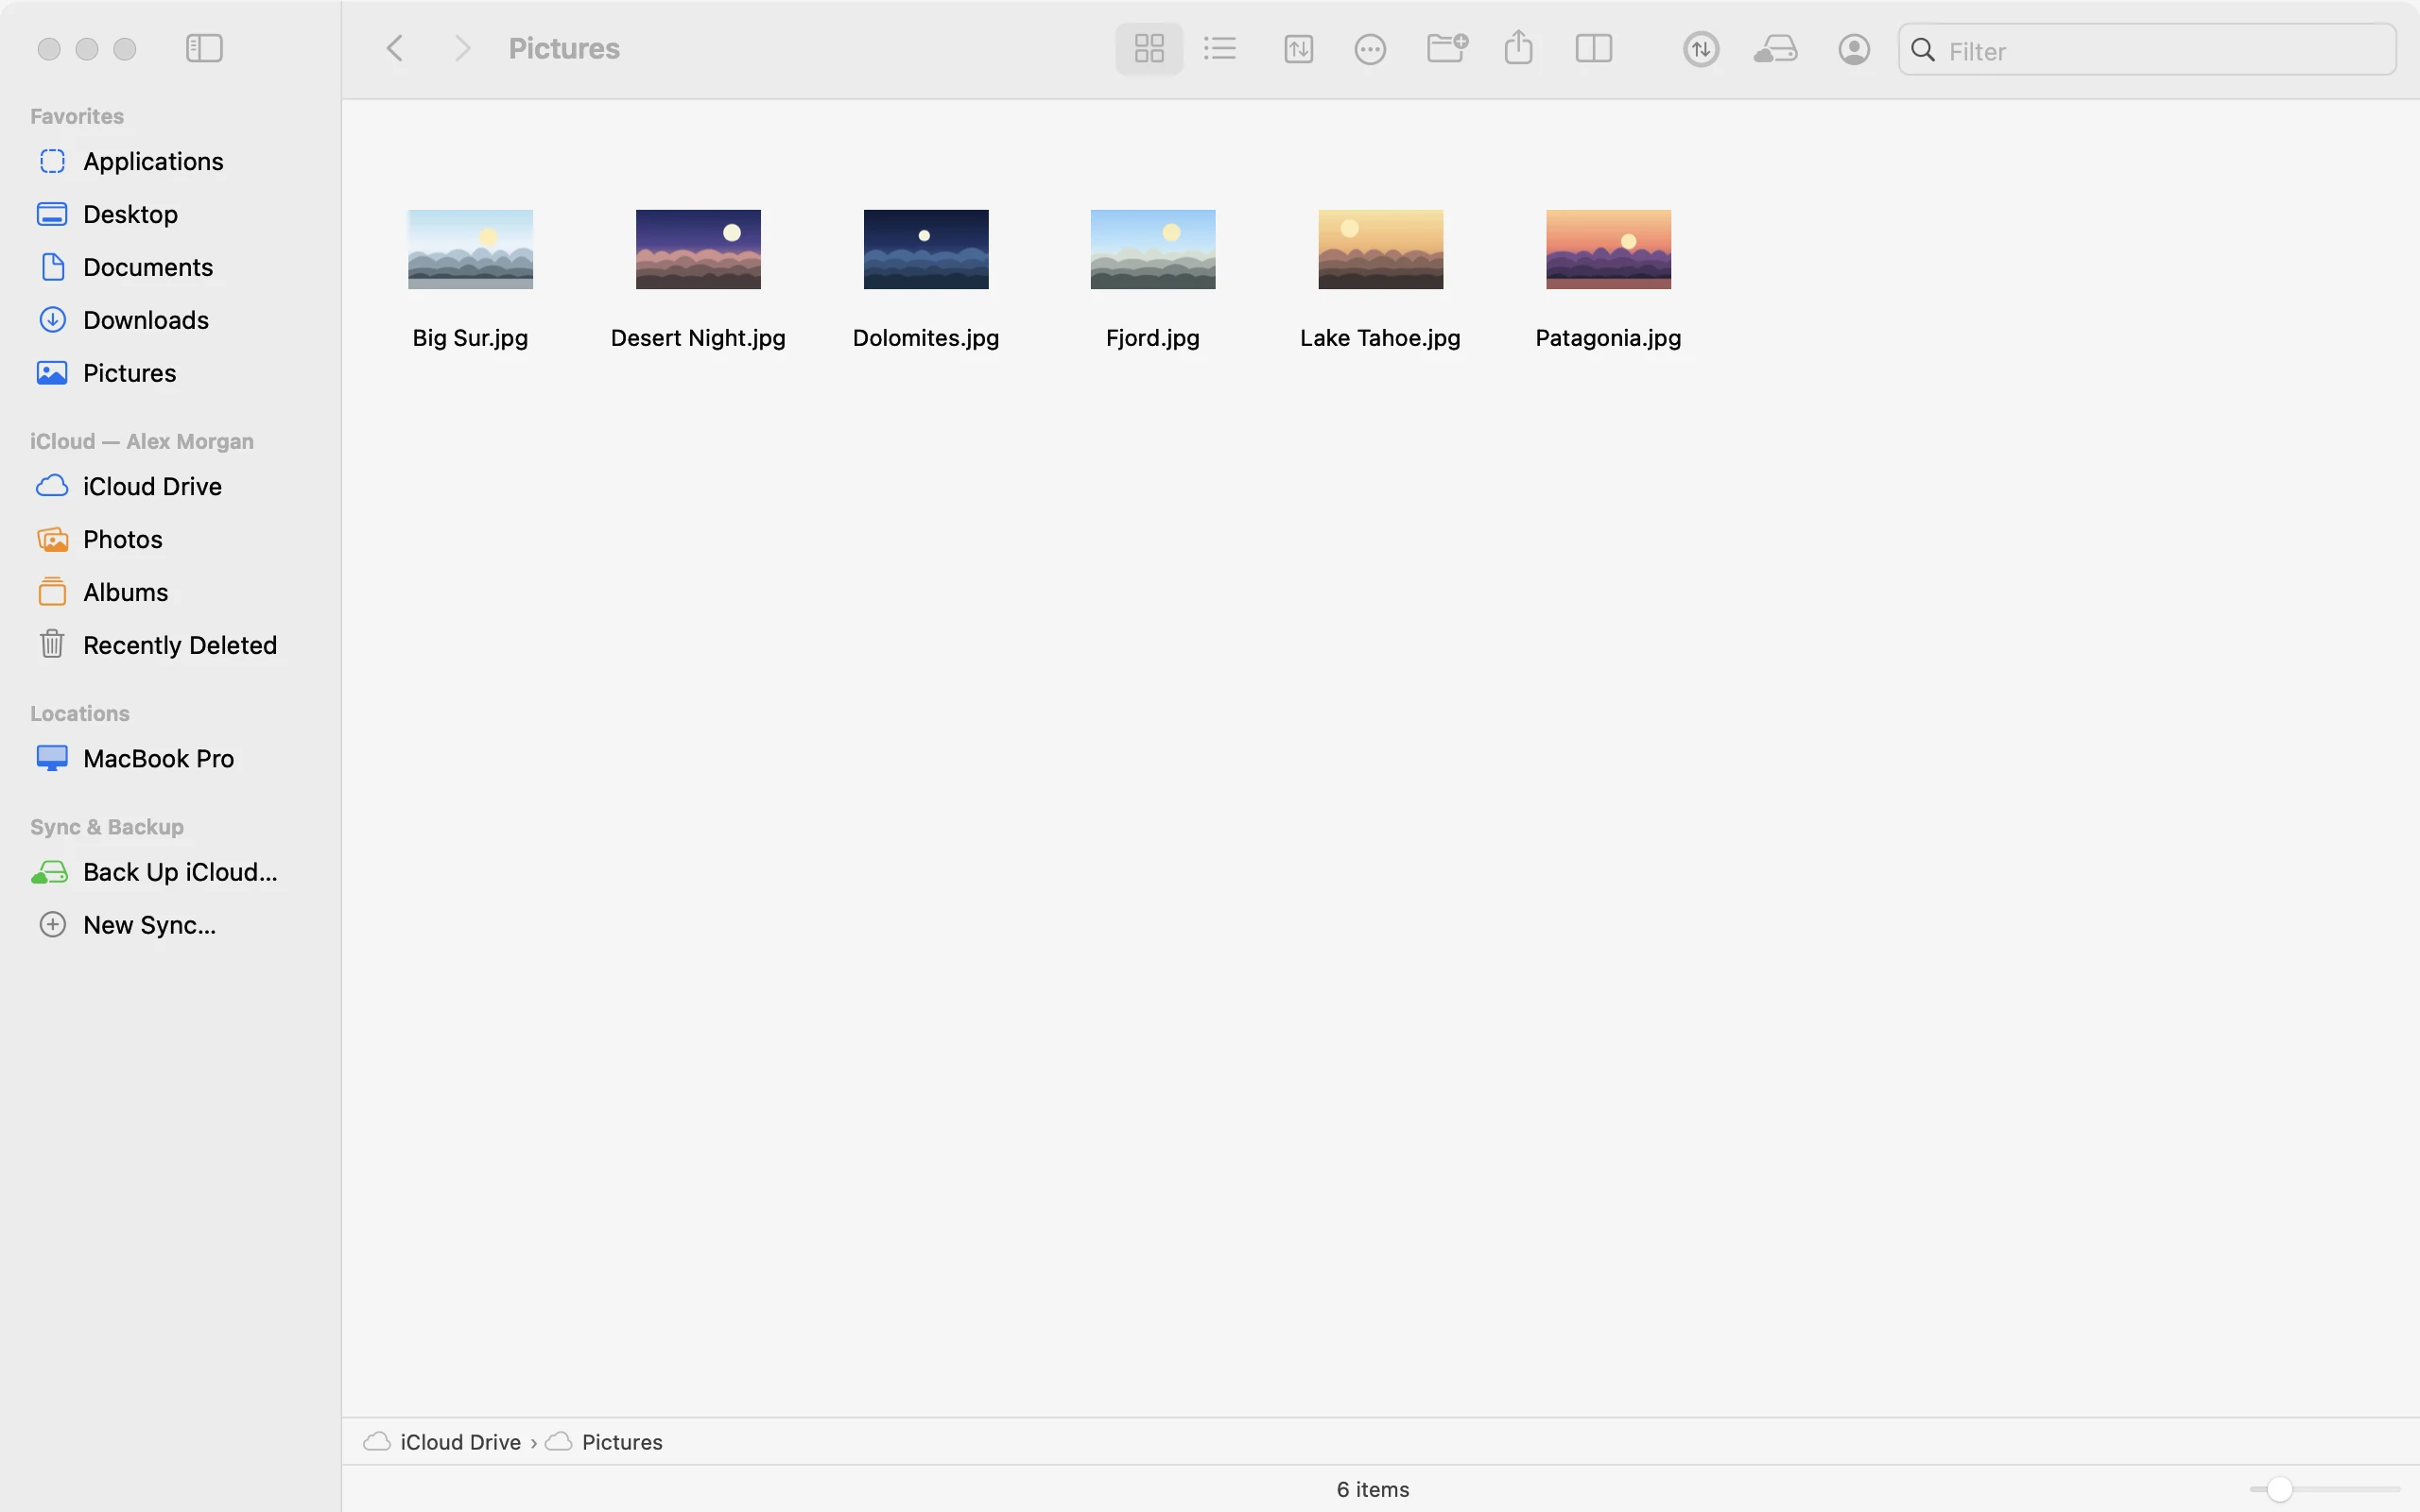 Pictures
Filter
Favorites
Applications
Desktop
Documents
Downloads
Pictures
iCloud — Alex Morgan
iCloud Drive
Photos
Albums
Recently Deleted
Locations
MacBook Pro
Sync & Backup
Back Up iCloud...
New Sync...
Big Sur.jpg
Desert Night.jpg
Dolomites.jpg
Fjord.jpg
Lake Tahoe.jpg
Patagonia.jpg
iCloud Drive › Pictures
6 items